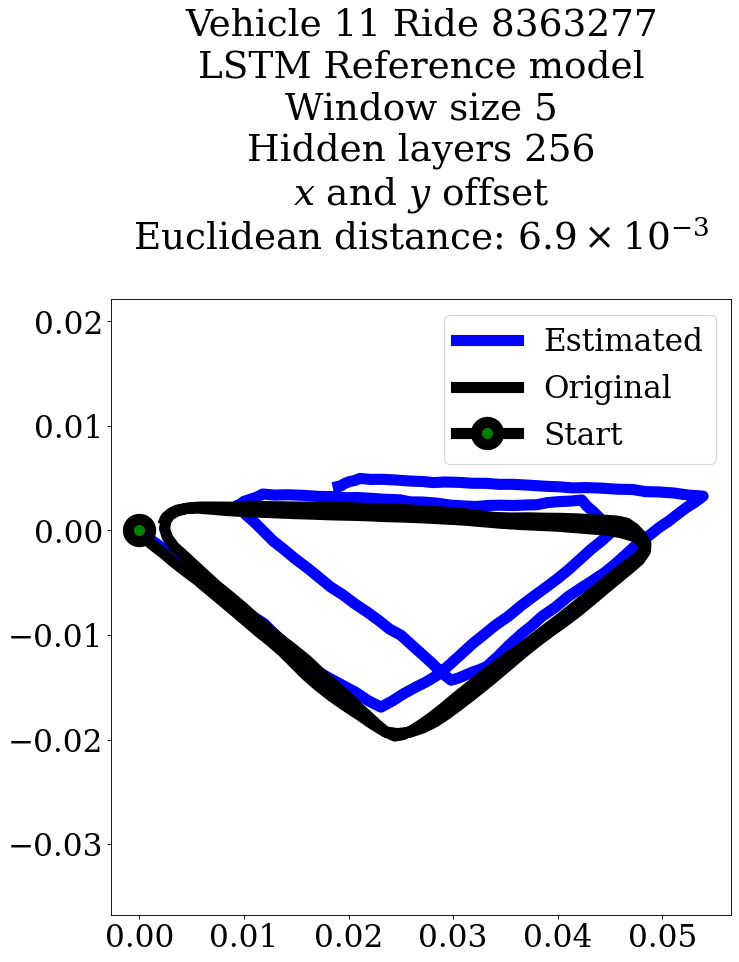 Vehicle 11 Ride 8363277
LSTM Reference model
Window size 5
Hidden layers 256
x and y offset
Euclidean distance: 6.9 × 10⁻³
Estimated
Original
Start
0.02
0.01
0.00
−0.01
−0.02
−0.03
0.00 0.01 0.02 0.03 0.04 0.05